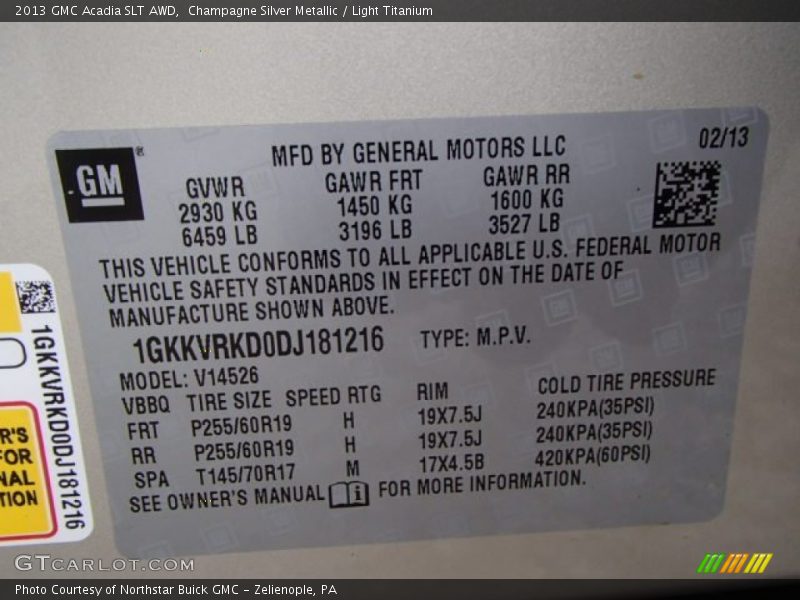 2013 GMC Acadia SLT AWD,  Champagne Silver Metallic / Light Titanium
GM®
MFD BY GENERAL MOTORS LLC
02/13
GVWR GAWR FRT GAWR RR
2930 KG 1450 KG 1600 KG
6459 LB 3196 LB 3527 LB
THIS VEHICLE CONFORMS TO ALL APPLICABLE U.S. FEDERAL MOTOR
VEHICLE SAFETY STANDARDS IN EFFECT ON THE DATE OF
MANUFACTURE SHOWN ABOVE.
1GKKVRKD0DJ181216 TYPE: M.P.V.
MODEL: V14526
VBBQ TIRE SIZE SPEED RTG RIM COLD TIRE PRESSURE
FRT P255/60R19 H 19X7.5J 240KPA(35PSI)
RR P255/60R19 H 19X7.5J 240KPA(35PSI)
SPA T145/70R17 M 17X4.5B 420KPA(60PSI)
SEE OWNER'S MANUAL i FOR MORE INFORMATION.
1GKKVRKD0DJ181216
R'S
FOR
NAL
TION
GTCARLOT.COM
Photo Courtesy of Northstar Buick GMC - Zelienople, PA